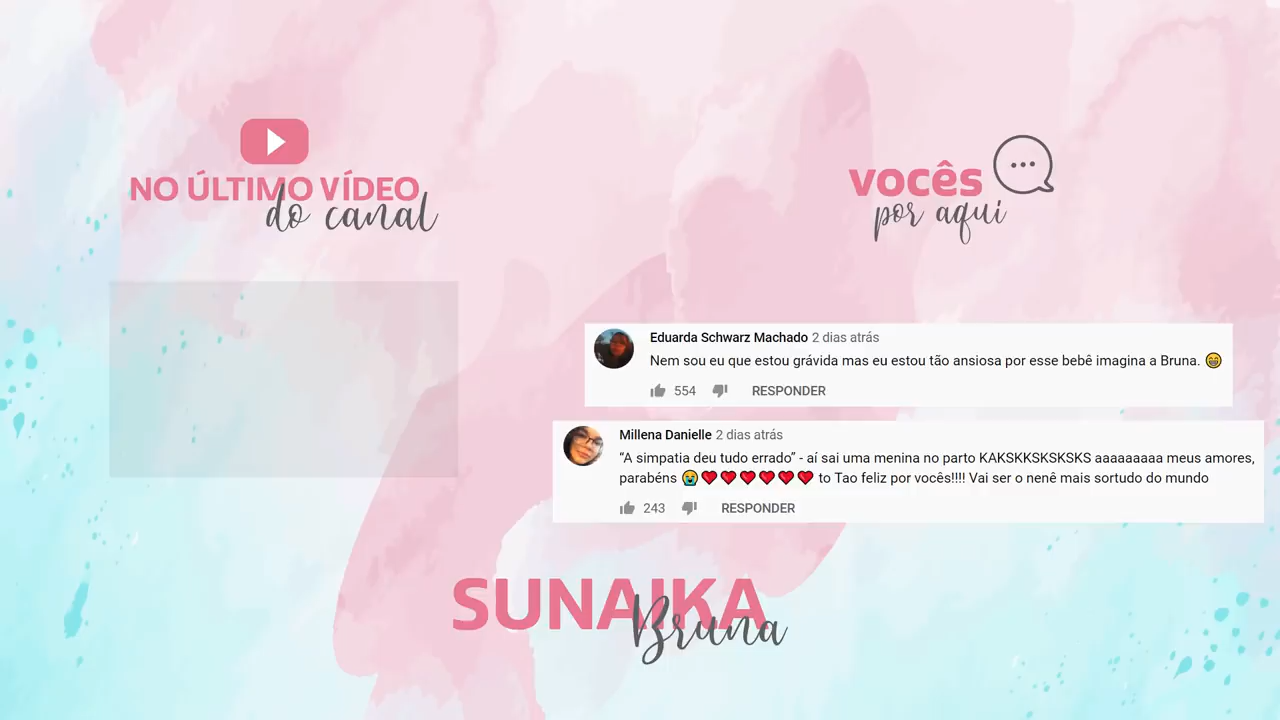 NO ÚLTIMO VÍDEO
do canal
vocês
por aqui
Eduarda Schwarz Machado 2 dias atrás
Nem sou eu que estou grávida mas eu estou tão ansiosa por esse bebê imagina a Bruna. 😁
554 RESPONDER
Millena Danielle 2 dias atrás
“A simpatia deu tudo errado” - aí sai uma menina no parto KAKSKKSKSKSKS aaaaaaaaa meus amores,
parabéns 😭❤️❤️❤️❤️❤️❤️ to Tao feliz por vocês!!!! Vai ser o nenê mais sortudo do mundo
243 RESPONDER
SUNAIKA
Bruna